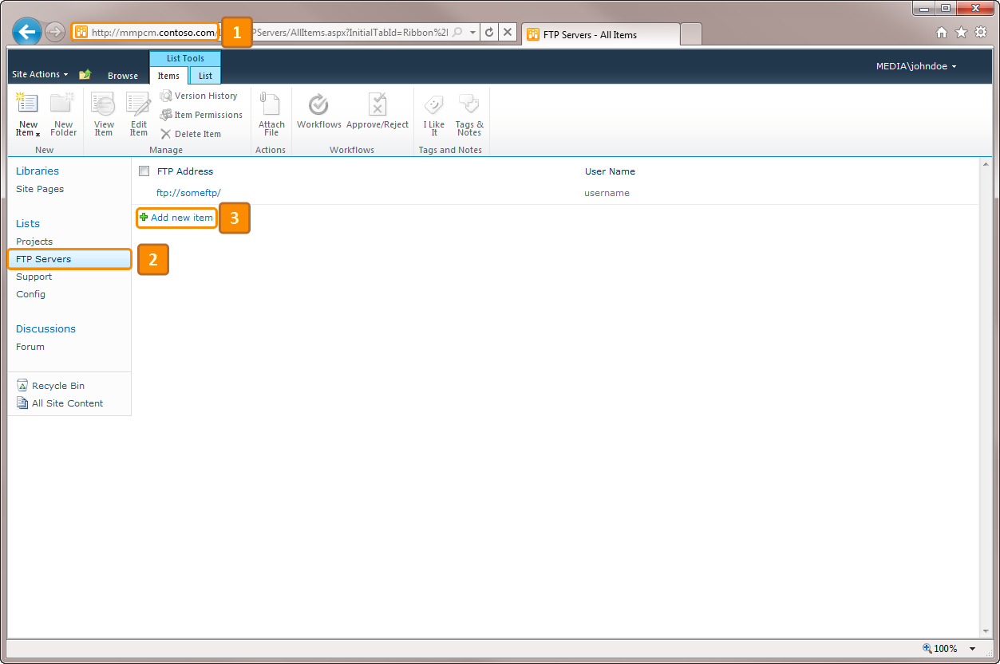 http://mmpcm.contoso.com/
1
PServers/AllItems.aspx?InitialTabId=Ribbon%2
FTP Servers - All Items
List Tools
MEDIA\johndoe
Site Actions
Browse
Items
List
New Item
New Folder
New
View Item
Edit Item
Version History
Item Permissions
Delete Item
Manage
Attach File
Actions
Workflows
Approve/Reject
Workflows
I Like It
Tags & Notes
Tags and Notes
Libraries
Site Pages
Lists
Projects
FTP Servers
2
Support
Config
Discussions
Forum
Recycle Bin
All Site Content
FTP Address
User Name
ftp://someftp/
username
Add new item
3
100%